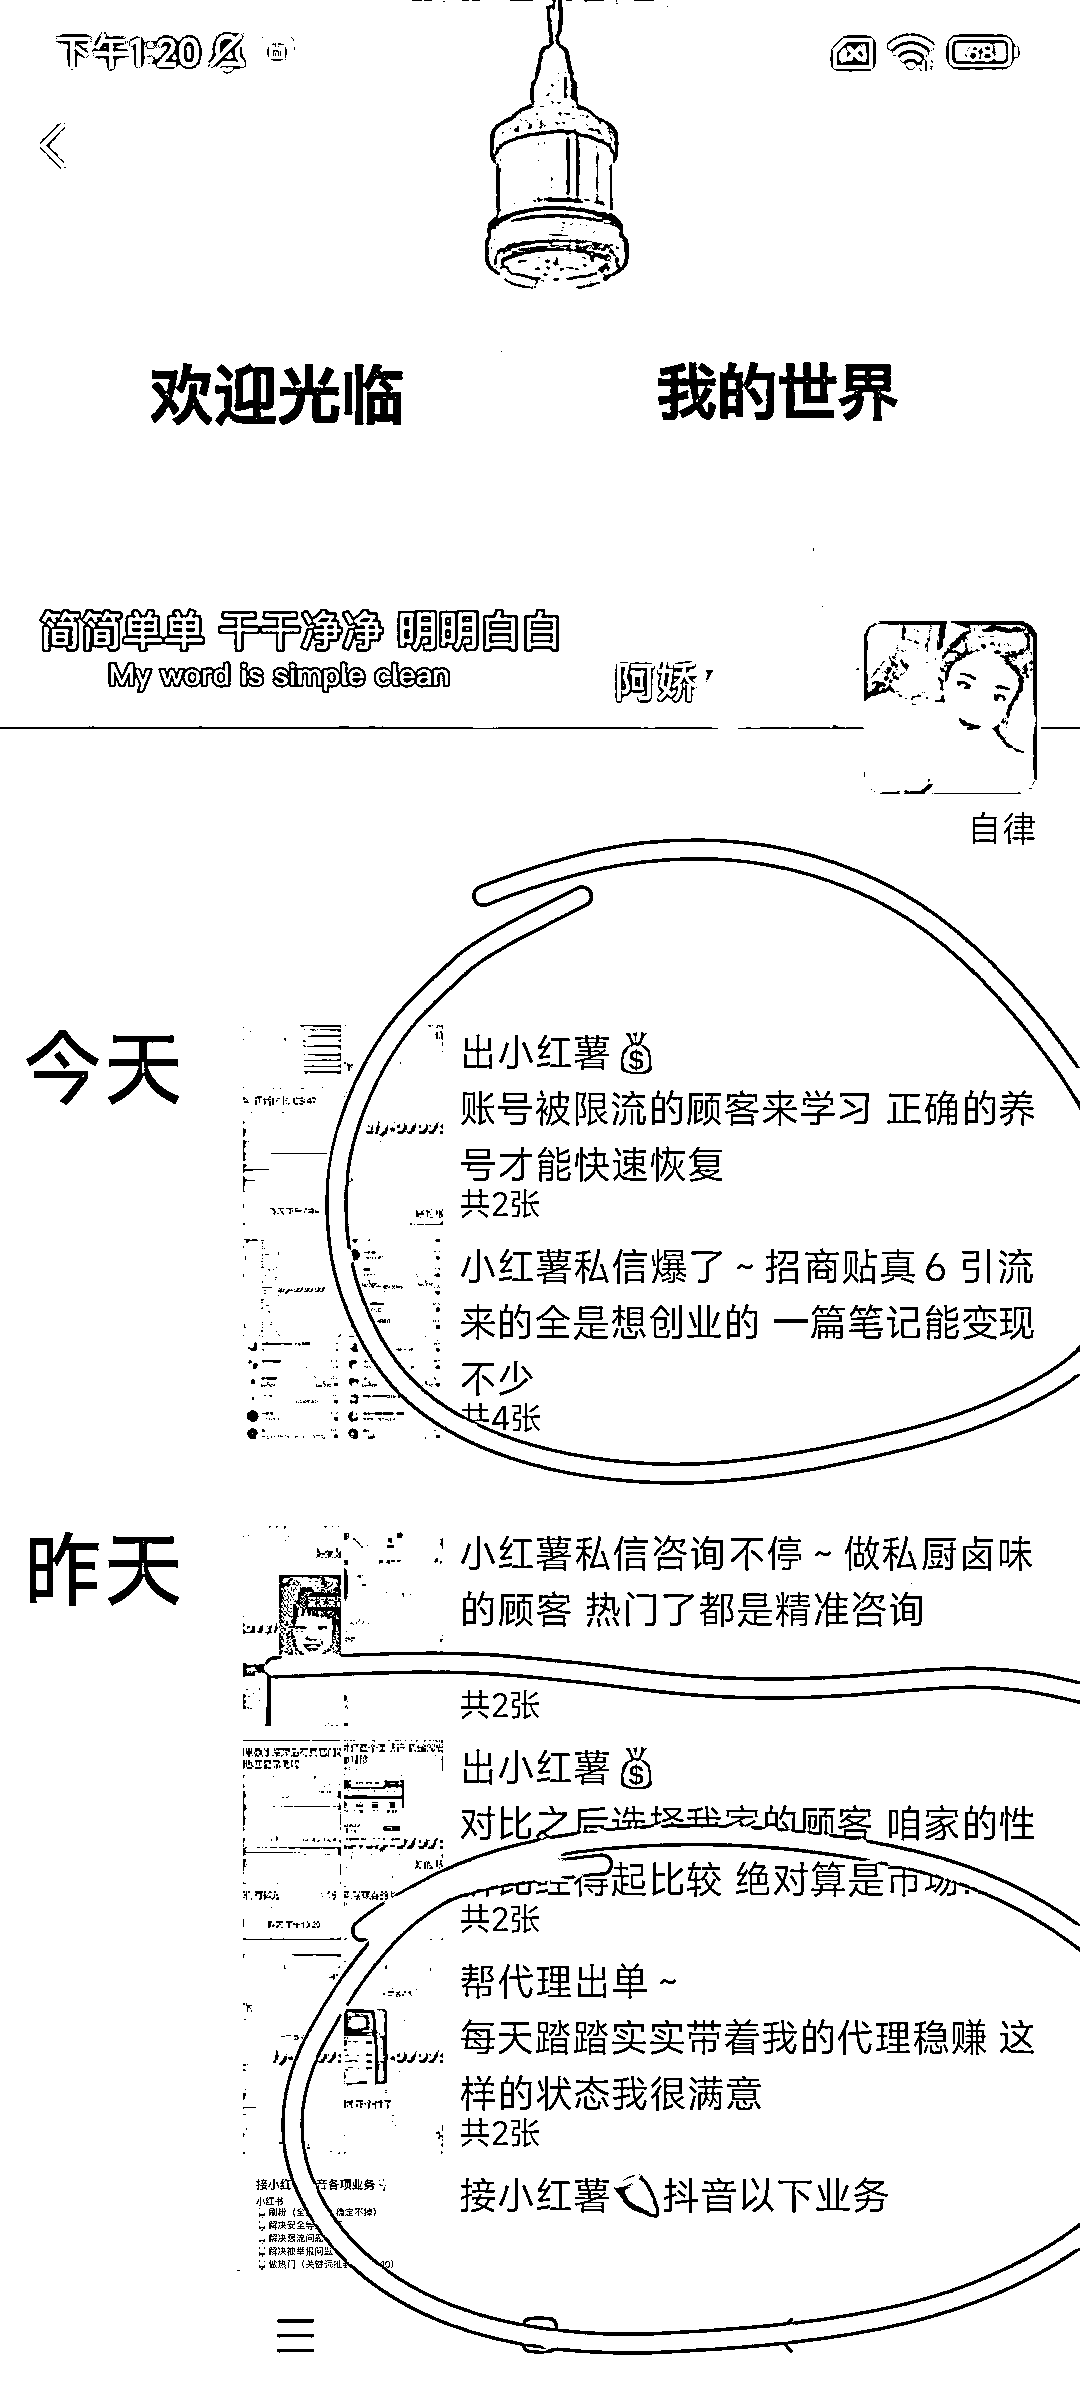 下午1:20
68
欢迎光临 我的世界
简简单单 干干净净 明明白白
My word is simple clean
阿娇
自律
今天
出小红薯
账号被限流的顾客来学习 正确的养
号才能快速恢复
共2张
小红薯私信爆了~招商贴真6 引流
来的全是想创业的 一篇笔记能变现
不少
共4张
昨天
小红薯私信咨询不停~做私厨卤味
的顾客 热门了都是精准咨询
共2张
出小红薯
对比之后选择我家的顾客 咱家的性
得起比较 绝对算是市场
共2张
帮代理出单~
每天踏踏实实带着我的代理稳赚 这
样的状态我很满意
共2张
接小红薯 抖音以下业务
接小红 音各项业务
小红书